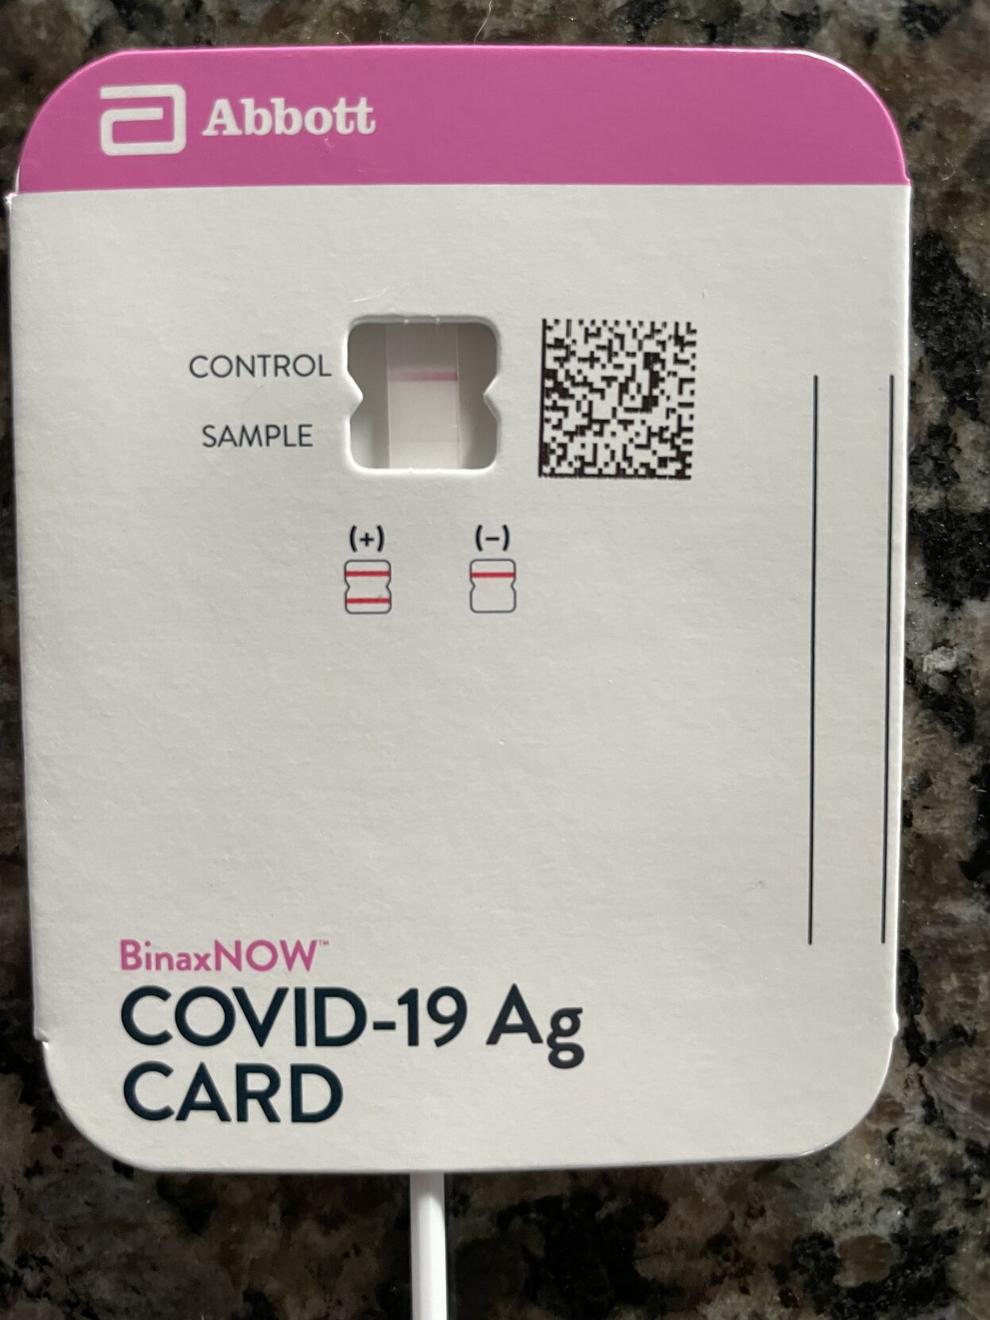 Abbott
CONTROL
SAMPLE
(+) (−)
BinaxNOW™
COVID-19 Ag
CARD